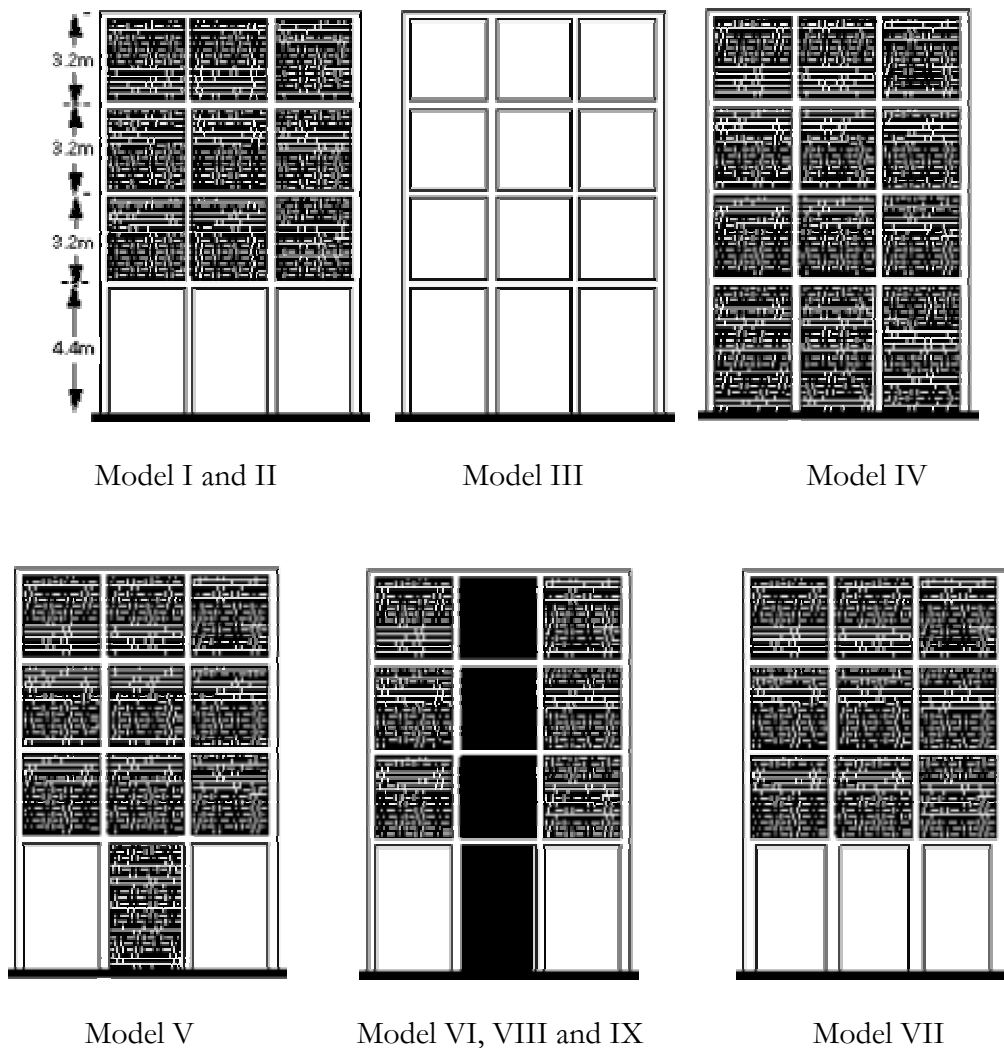 3.2m
3.2m
3.2m
4.4m
Model I and II
Model III
Model IV
Model V
Model VI, VIII and IX
Model VII